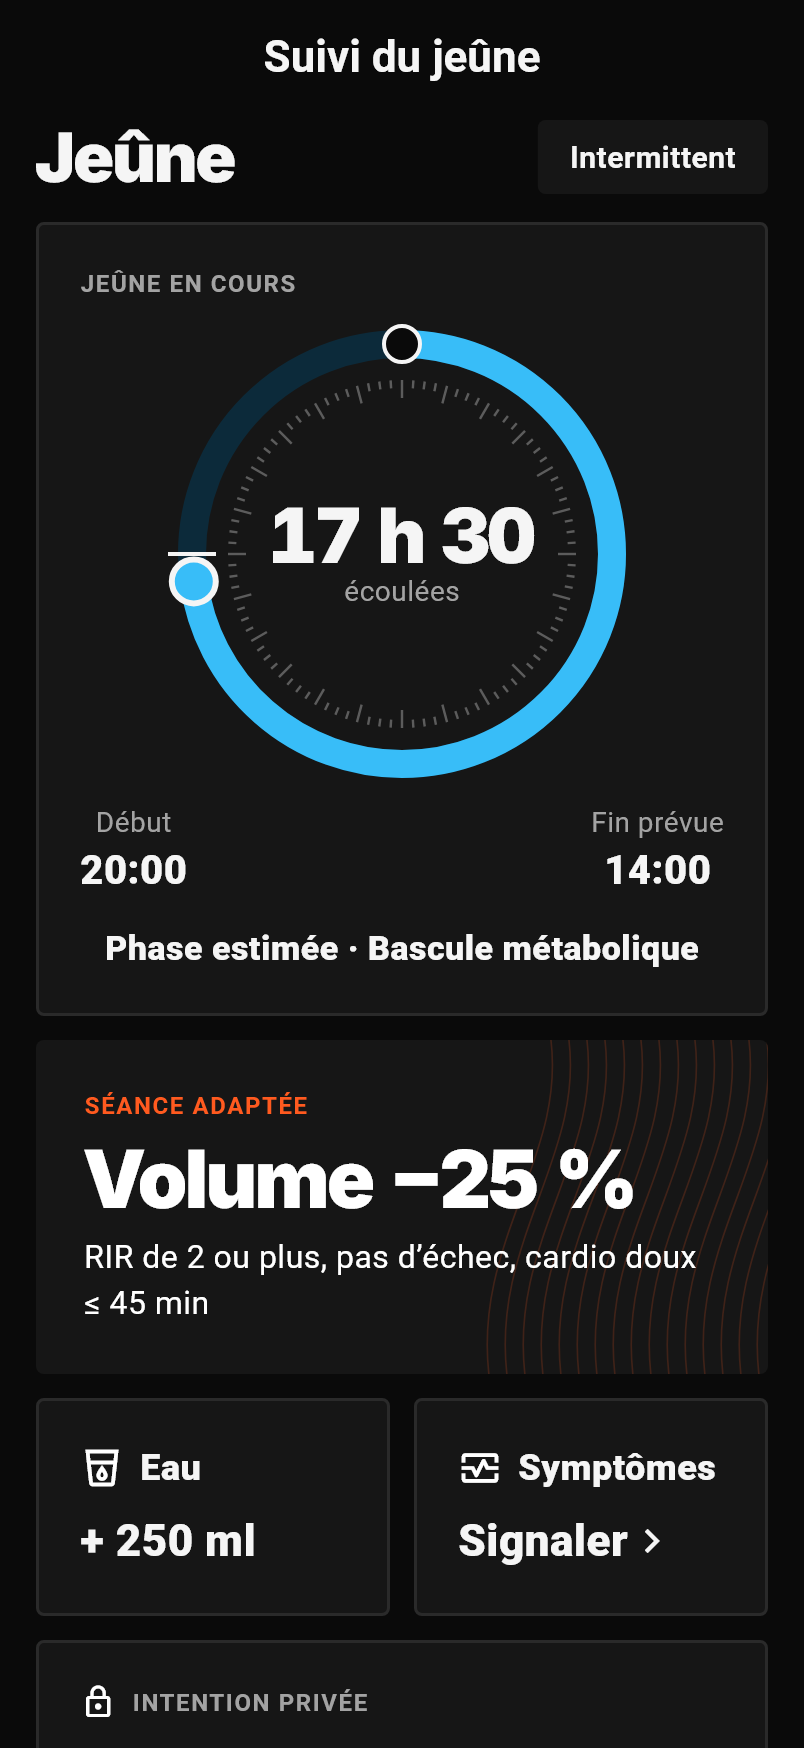 Suivi du jeûne
Jeûne
Intermittent
JEÛNE EN COURS
17 h 30
écoulées
Début
Fin prévue
20:00
14:00
Phase estimée · Bascule métabolique
SÉANCE ADAPTÉE
Volume −25 %
RIR de 2 ou plus, pas d’échec, cardio doux
≤ 45 min
Eau
+ 250 ml
Symptômes
Signaler
INTENTION PRIVÉE